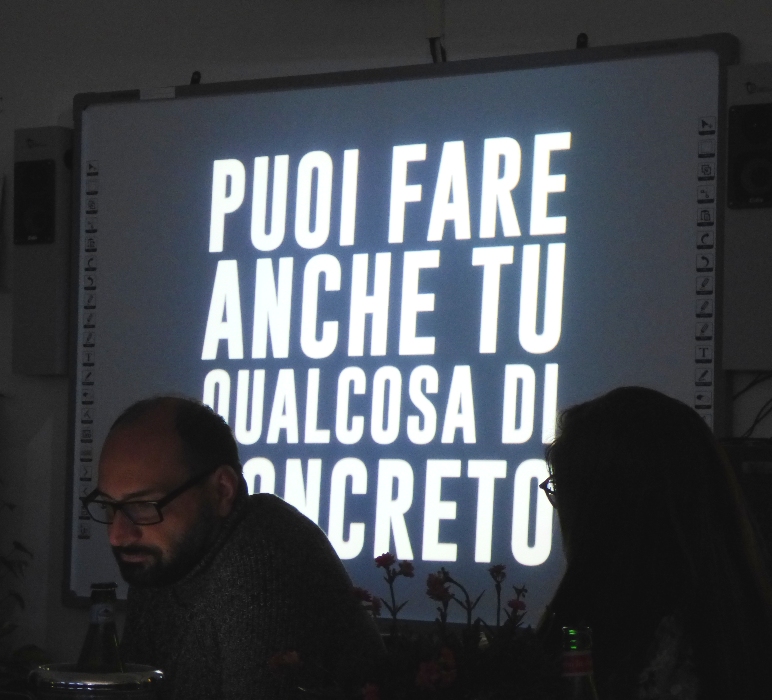 PUOI FARE
ANCHE TU
QUALCOSA DI
CONCRETO